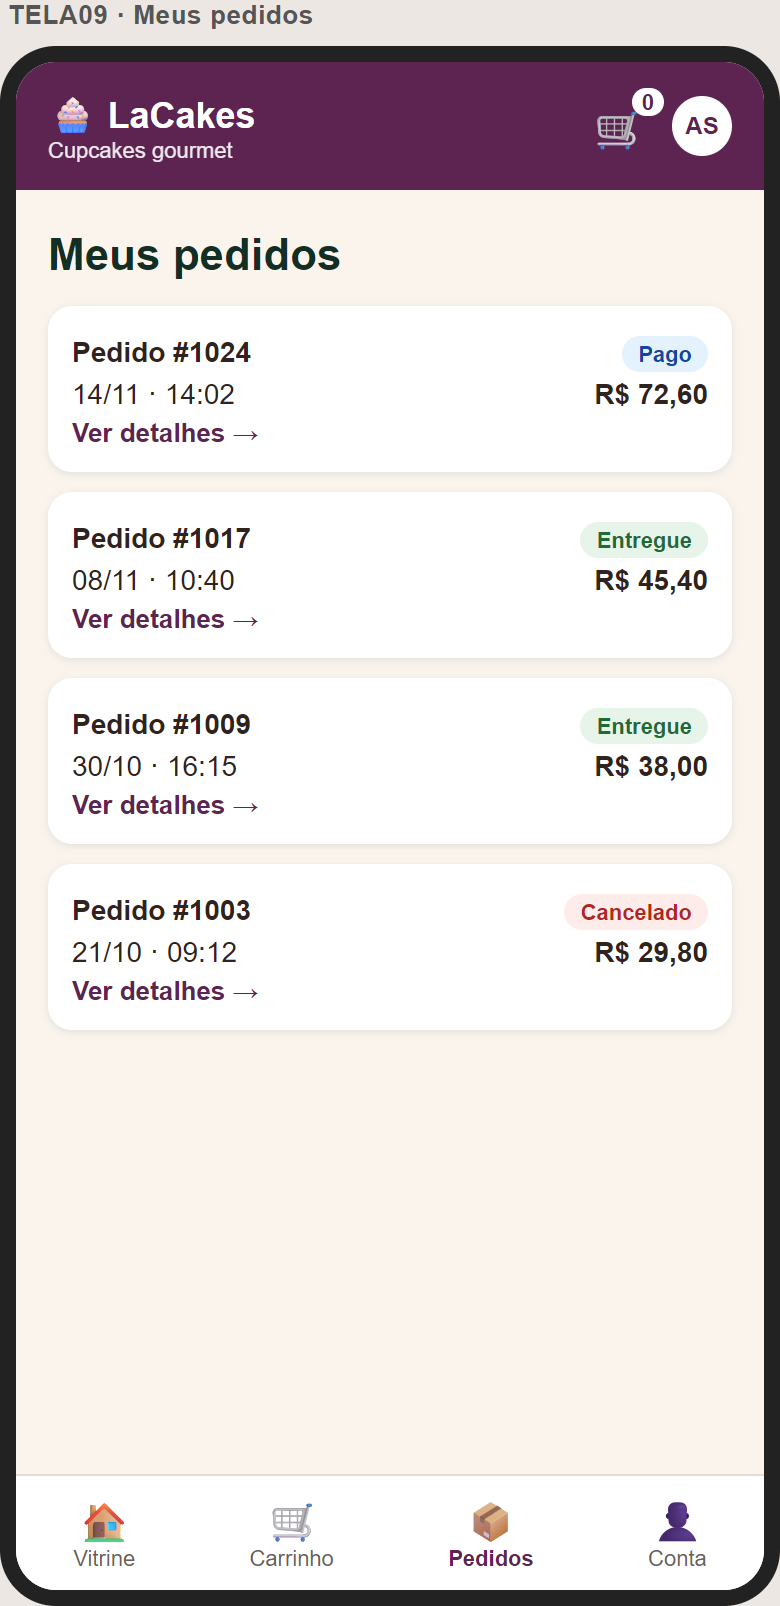 TELA09 · Meus pedidos
LaCakes
Cupcakes gourmet
0
AS
Meus pedidos
Pedido #1024
Pago
14/11 · 14:02
R$ 72,60
Ver detalhes →
Pedido #1017
Entregue
08/11 · 10:40
R$ 45,40
Ver detalhes →
Pedido #1009
Entregue
30/10 · 16:15
R$ 38,00
Ver detalhes →
Pedido #1003
Cancelado
21/10 · 09:12
R$ 29,80
Ver detalhes →
Vitrine
Carrinho
Pedidos
Conta